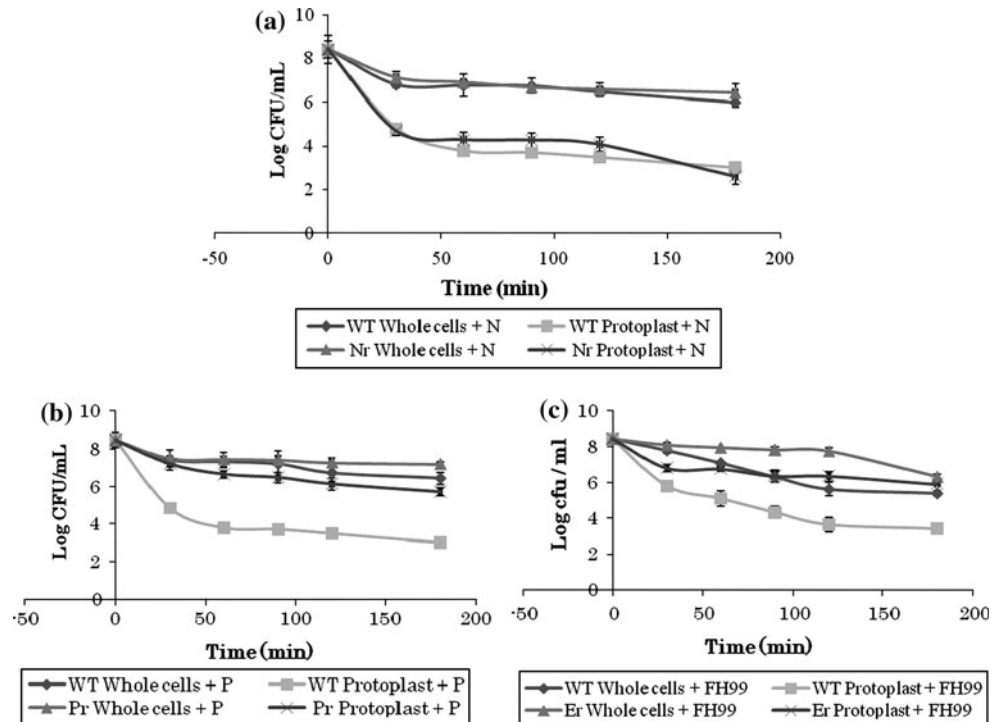 (a)
10
8
6
4
2
0
Log CFU/mL
-50 0 50 100 150 200
Time (min)
WT Whole cells + N WT Protoplast + N
Nr Whole cells + N Nr Protoplast + N
(b)
10
8
6
4
2
0
Log CFU/mL
-50 0 50 100 150 200
Time (min)
WT Whole cells + P WT Protoplast + P
Pr Whole cells + P Pr Protoplast + P
(c)
10
8
6
4
2
0
Log cfu / ml
-50 0 50 100 150 200
Time (min)
WT Whole cells + FH99 WT Protoplast + FH99
Er Whole cells + FH99 Er Protoplast + FH99